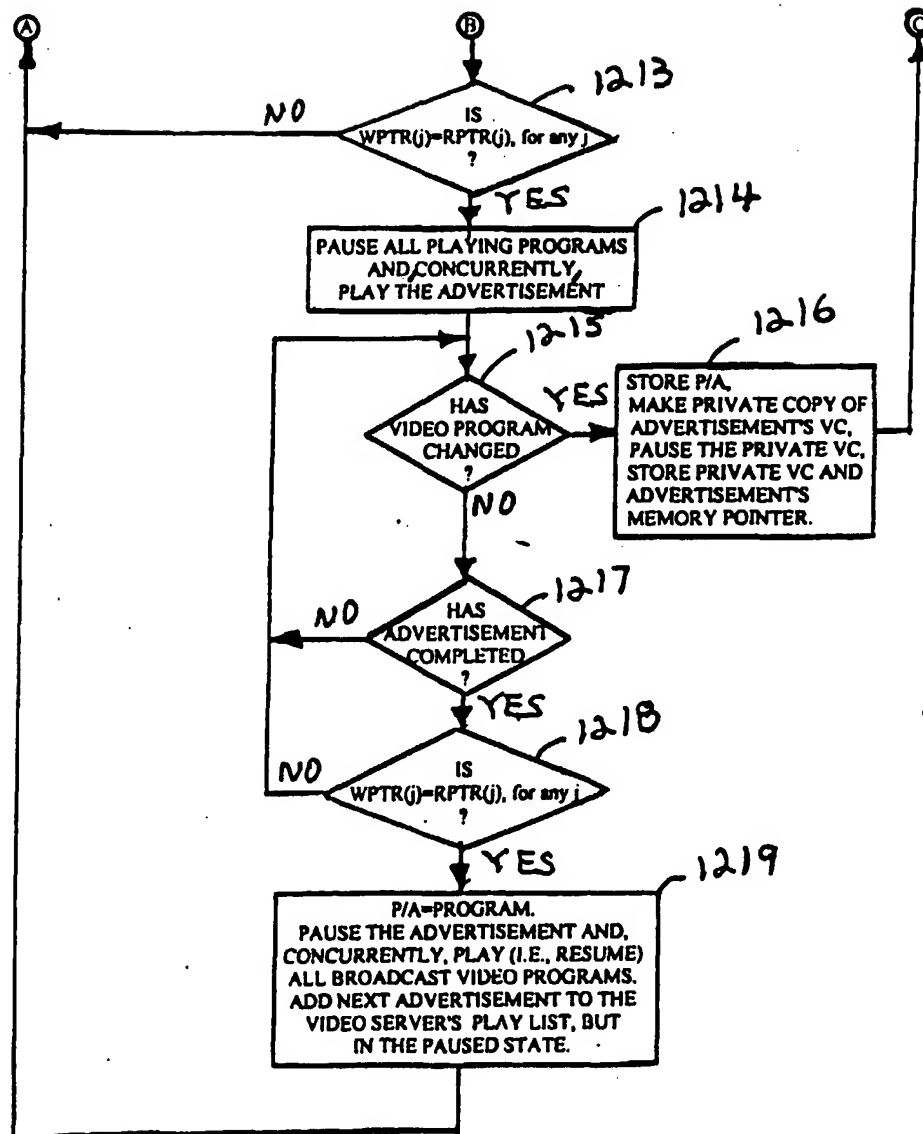 A
B
C
1213
IS
WPTR(j)=RPTR(j), for any j
?
NO
YES
1214
PAUSE ALL PLAYING PROGRAMS
AND, CONCURRENTLY,
PLAY THE ADVERTISEMENT
1215
HAS
VIDEO PROGRAM
CHANGED
?
YES
NO
1216
STORE P/A,
MAKE PRIVATE COPY OF
ADVERTISEMENT'S VC,
PAUSE THE PRIVATE VC,
STORE PRIVATE VC AND
ADVERTISEMENT'S
MEMORY POINTER.
1217
HAS
ADVERTISEMENT
COMPLETED
?
NO
YES
1218
IS
WPTR(j)=RPTR(j), for any j
?
NO
YES
1219
P/A=PROGRAM.
PAUSE THE ADVERTISEMENT AND,
CONCURRENTLY, PLAY (I.E., RESUME)
ALL BROADCAST VIDEO PROGRAMS.
ADD NEXT ADVERTISEMENT TO THE
VIDEO SERVER'S PLAY LIST, BUT
IN THE PAUSED STATE.